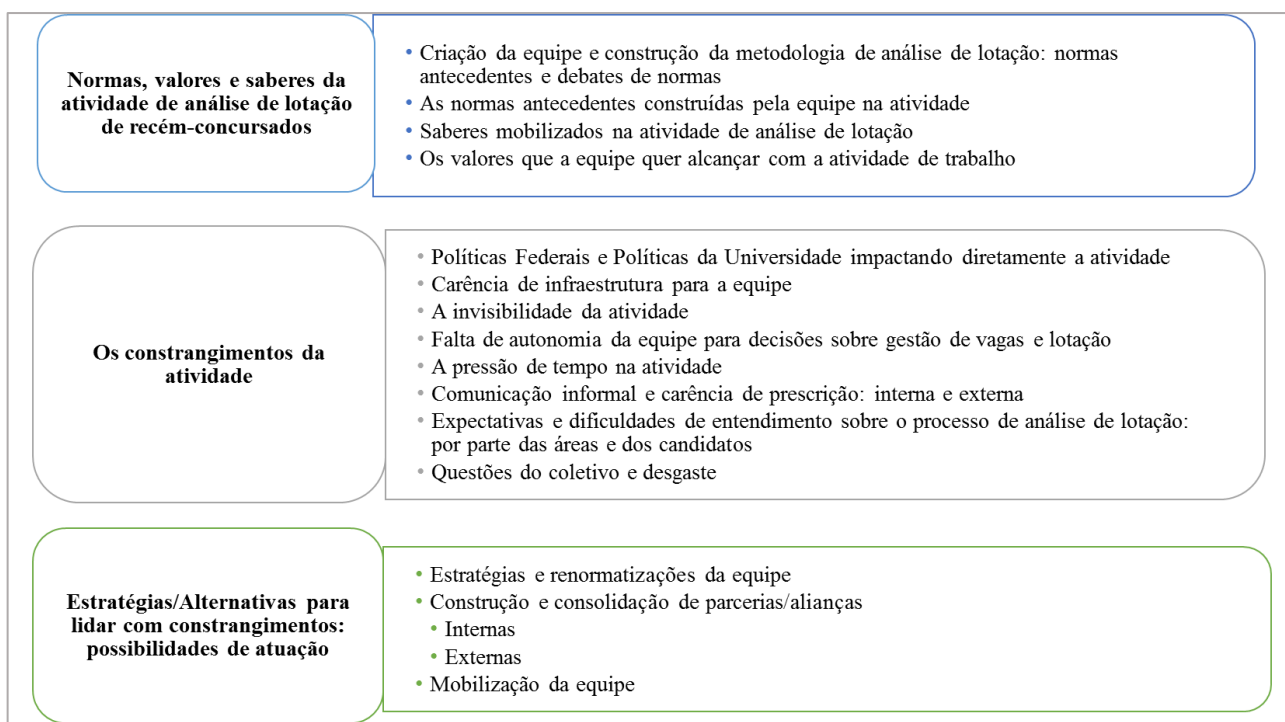 Normas, valores e saberes da
atividade de análise de lotação
de recém-concursados
• Criação da equipe e construção da metodologia de análise de lotação: normas
antecedentes e debates de normas
• As normas antecedentes construídas pela equipe na atividade
• Saberes mobilizados na atividade de análise de lotação
• Os valores que a equipe quer alcançar com a atividade de trabalho
Os constrangimentos da
atividade
• Políticas Federais e Políticas da Universidade impactando diretamente a atividade
• Carência de infraestrutura para a equipe
• A invisibilidade da atividade
• Falta de autonomia da equipe para decisões sobre gestão de vagas e lotação
• A pressão de tempo na atividade
• Comunicação informal e carência de prescrição: interna e externa
• Expectativas e dificuldades de entendimento sobre o processo de análise de lotação:
por parte das áreas e dos candidatos
• Questões do coletivo e desgaste
Estratégias/Alternativas para
lidar com constrangimentos:
possibilidades de atuação
• Estratégias e renormatizações da equipe
• Construção e consolidação de parcerias/alianças
• Internas
• Externas
• Mobilização da equipe